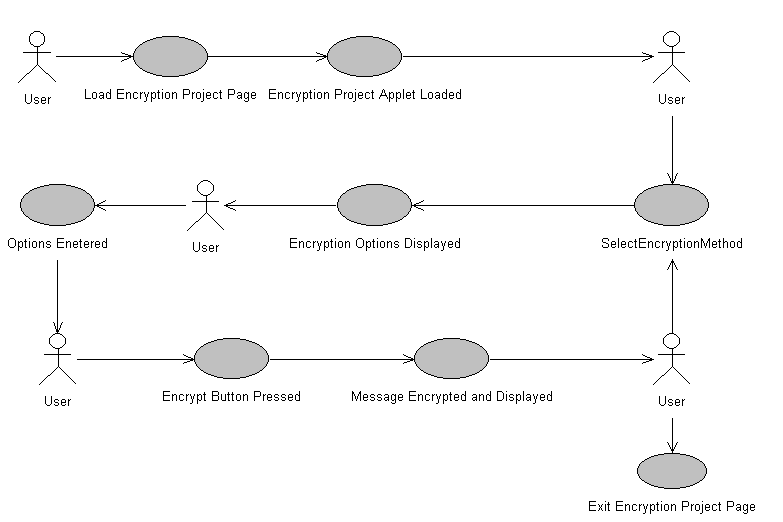 User
Load Encryption Project Page
Encryption Project Applet Loaded
User
Options Enetered
User
Encryption Options Displayed
SelectEncryptionMethod
User
Encrypt Button Pressed
Message Encrypted and Displayed
User
Exit Encryption Project Page